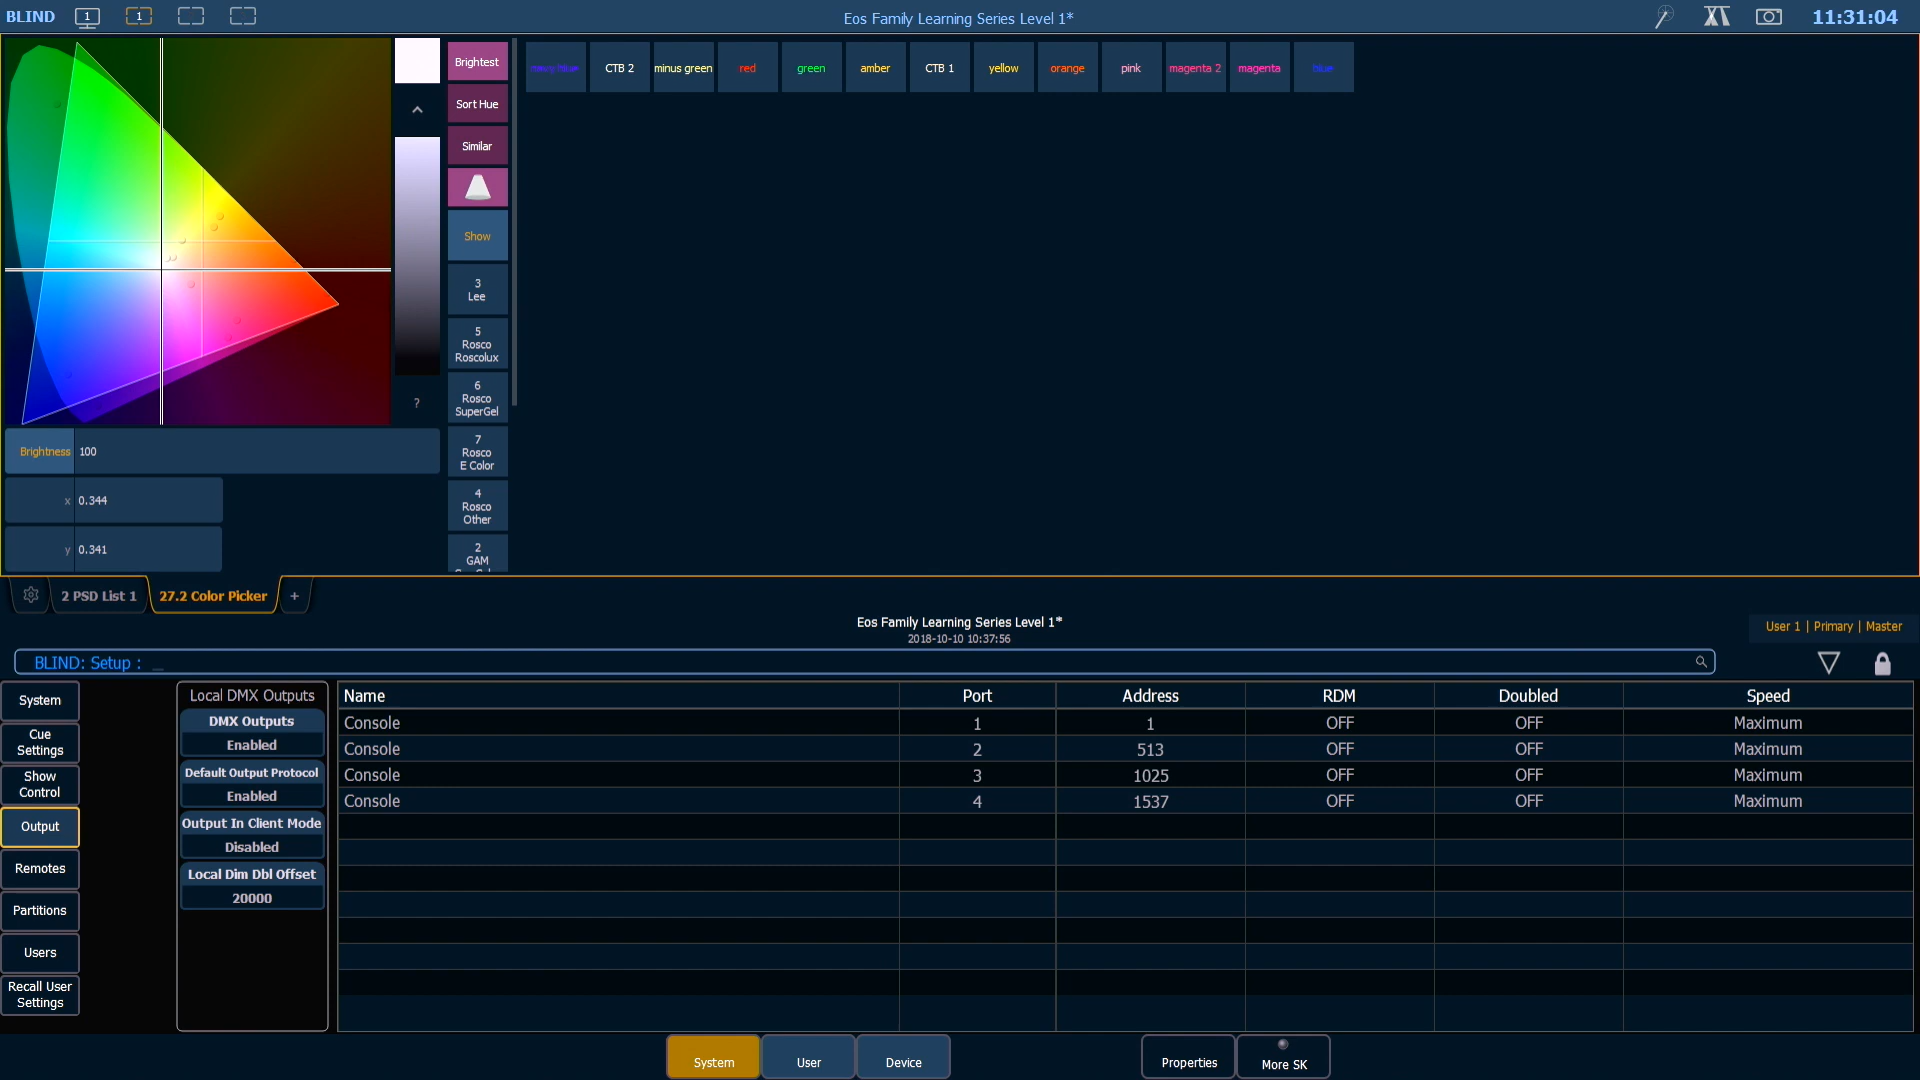 BLIND
1
1
Eos Family Learning Series Level 1*
11:31:04
Brightest
Sort Hue
Similar
Show
3
Lee
5
Rosco
Roscolux
6
Rosco
SuperGel
7
Rosco
E Color
4
Rosco
Other
2
GAM
navy blue
CTB 2
minus green
red
green
amber
CTB 1
yellow
orange
pink
magenta 2
magenta
blue
?
Brightness 100
x 0.344
y 0.341
2 PSD List 1
27.2 Color Picker
+
Eos Family Learning Series Level 1*
2018-10-10 10:37:56
User 1 | Primary | Master
BLIND: Setup : _
System
Cue
Settings
Show
Control
Output
Remotes
Partitions
Users
Recall User
Settings
Local DMX Outputs
DMX Outputs
Enabled
Default Output Protocol
Enabled
Output In Client Mode
Disabled
Local Dim Dbl Offset
20000
Name Port Address RDM Doubled Speed
Console 1 1 OFF OFF Maximum
Console 2 513 OFF OFF Maximum
Console 3 1025 OFF OFF Maximum
Console 4 1537 OFF OFF Maximum
System
User
Device
Properties
More SK